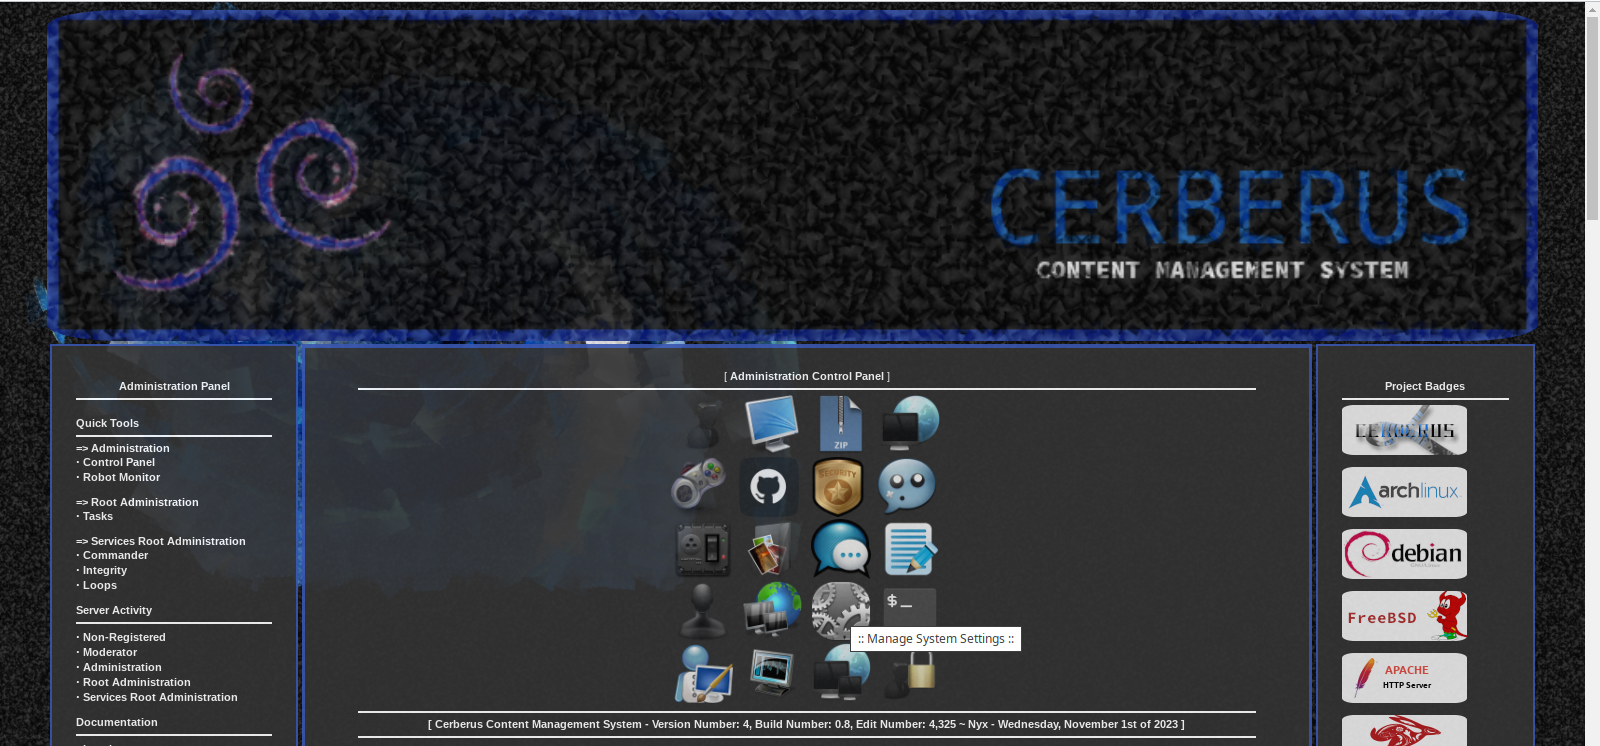 CERBERUS
CONTENT MANAGEMENT SYSTEM
Administration Panel
Quick Tools
=> Administration
· Control Panel
· Robot Monitor
=> Root Administration
· Tasks
=> Services Root Administration
· Commander
· Integrity
· Loops
Server Activity
· Non-Registered
· Moderator
· Administration
· Root Administration
· Services Root Administration
Documentation
[ Administration Control Panel ]
ZIP
SECURITY
$ _
:: Manage System Settings ::
[ Cerberus Content Management System - Version Number: 4, Build Number: 0.8, Edit Number: 4,325 ~ Nyx - Wednesday, November 1st of 2023 ]
Project Badges
CERBERUS
archlinux
debian
FreeBSD
APACHE
HTTP Server